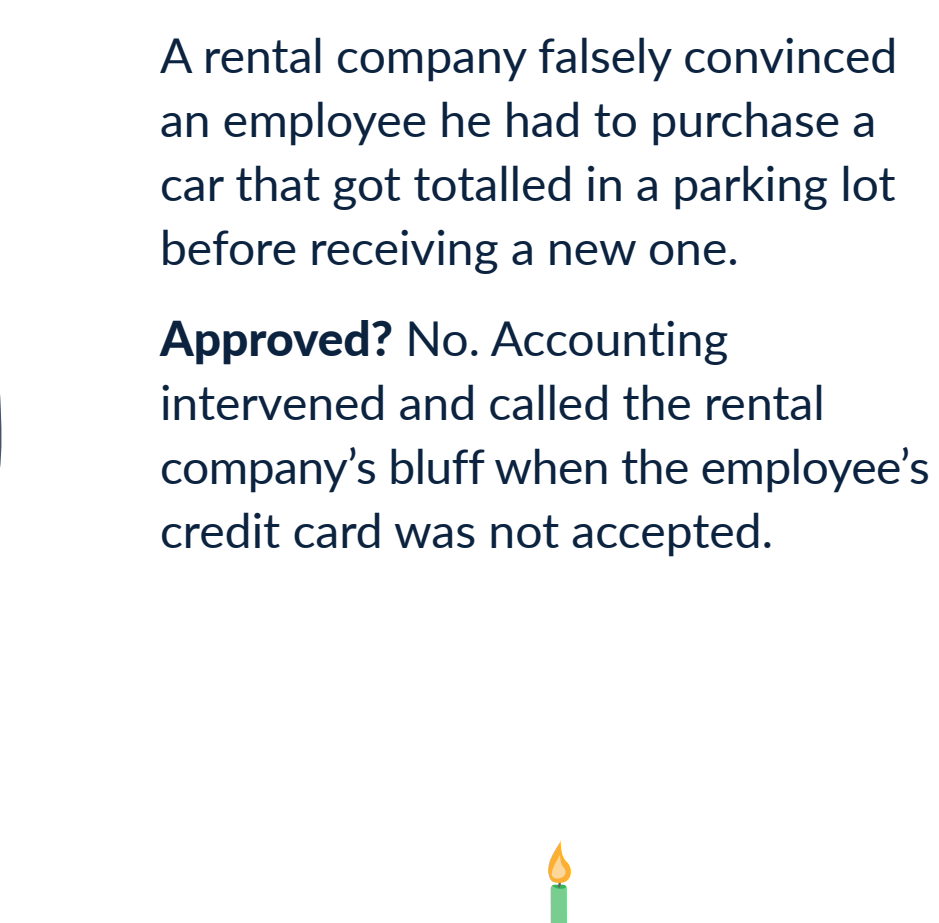 A rental company falsely convinced
an employee he had to purchase a
car that got totalled in a parking lot
before receiving a new one.
Approved? No. Accounting
intervened and called the rental
company’s bluff when the employee’s
credit card was not accepted.